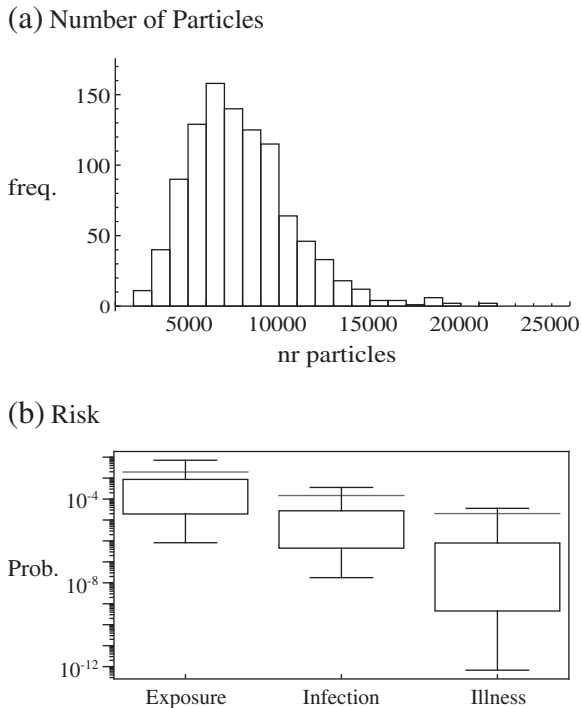 (a) Number of Particles
150
100
freq.
50
0
5000 10000 15000 20000 25000
nr particles
(b) Risk
10-4
Prob.
10-8
10-12
Exposure Infection Illness